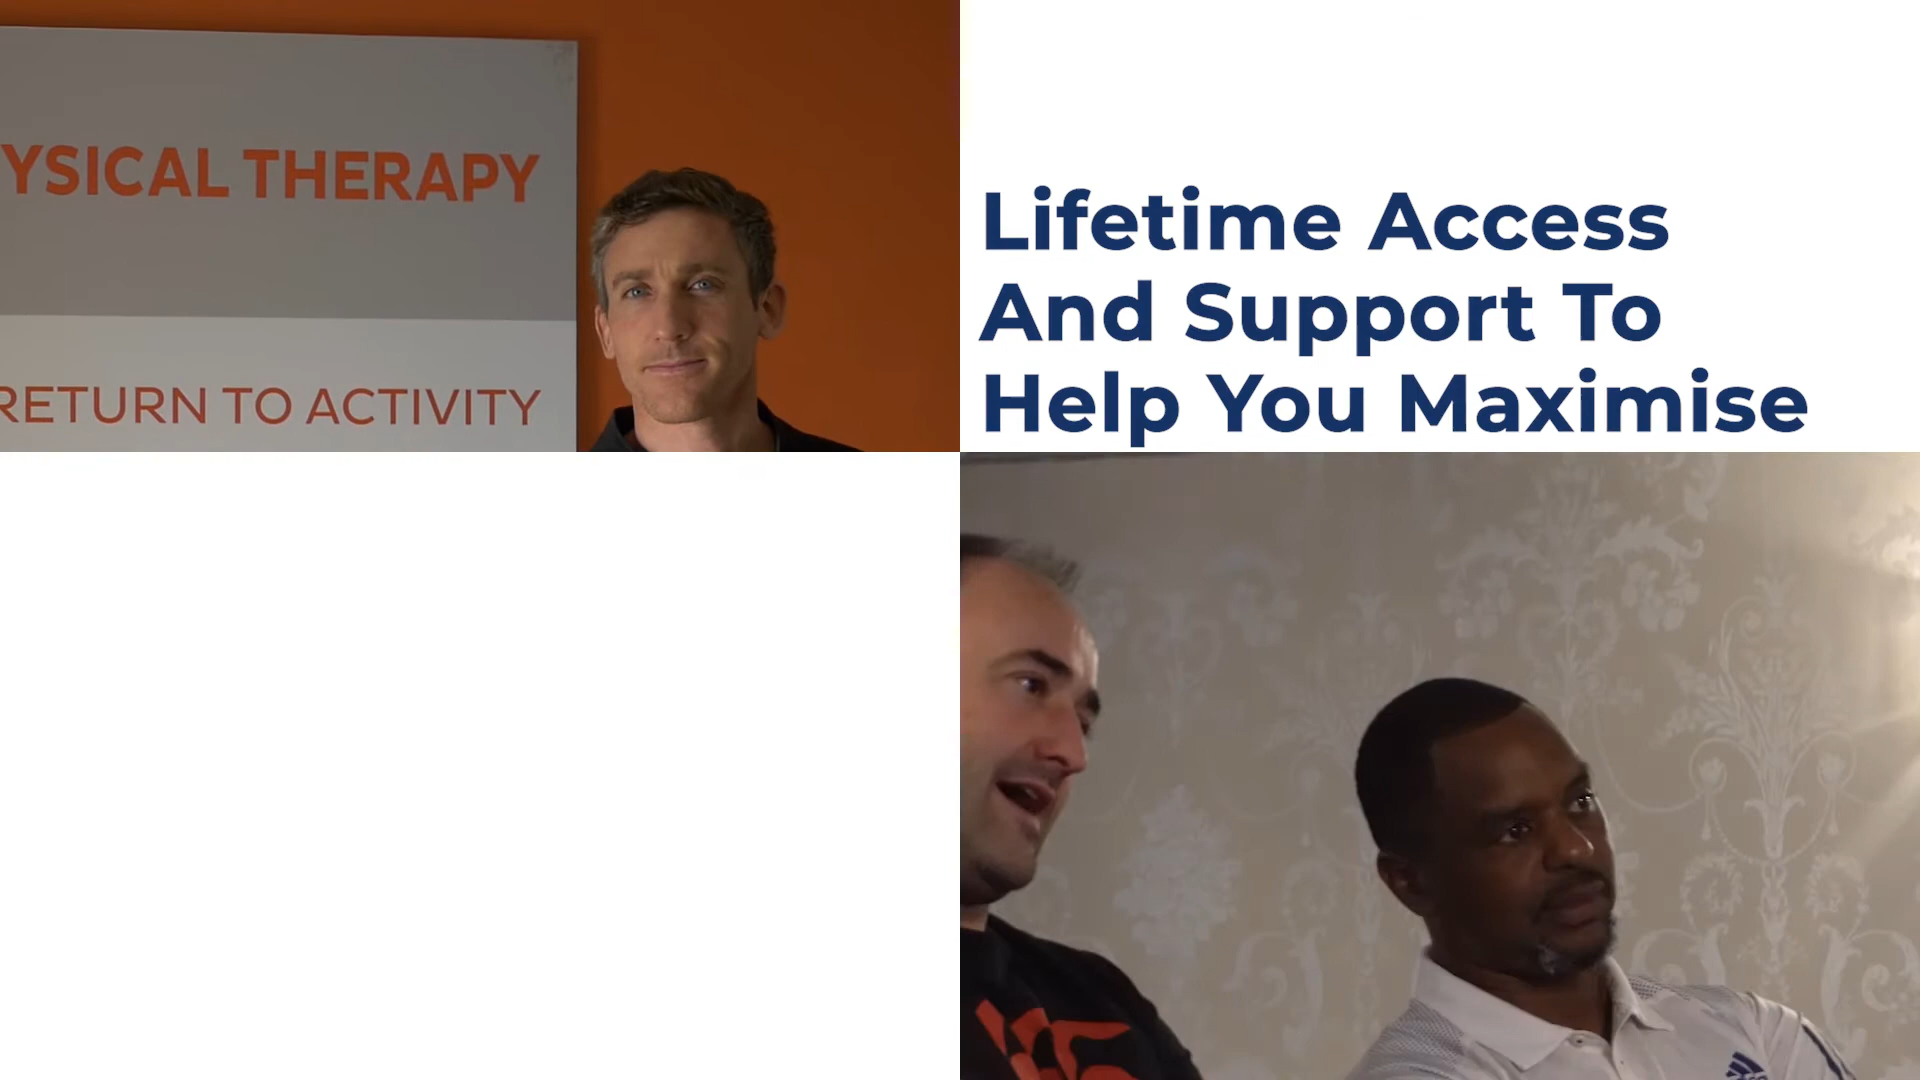 YSICAL THERAPY
RETURN TO ACTIVITY
Lifetime Access
And Support To
Help You Maximise